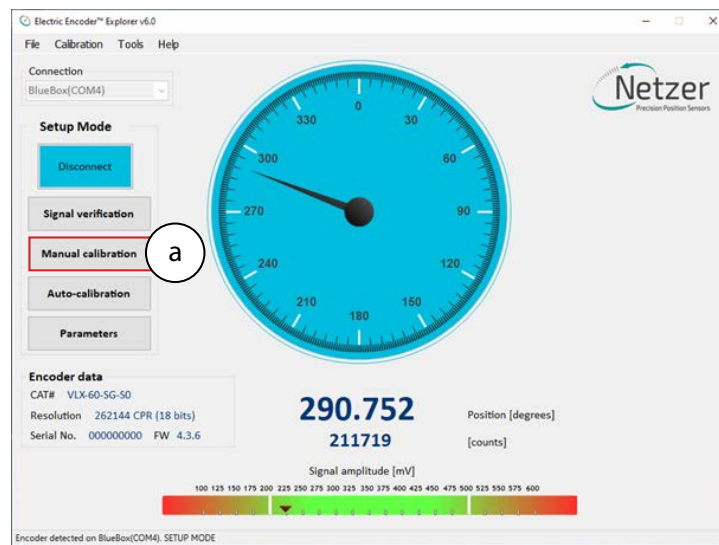 Electric Encoder™ Explorer v6.0
File Calibration Tools Help
Connection
BlueBox(COM4)
Netzer
Precision Position Sensors
Setup Mode
Disconnect
Signal verification
Manual calibration
a
Auto-calibration
Parameters
0
30
60
90
120
150
180
210
240
270
300
330
Encoder data
CAT# VLX-60-SG-S0
Resolution 262144 CPR (18 bits)
Serial No. 000000000 FW 4.3.6
290.752 Position [degrees]
211719 [counts]
Signal amplitude [mV]
100 125 150 175 200 225 250 275 300 325 350 375 400 425 450 475 500 525 550 575 600
Encoder detected on BlueBox(COM4). SETUP MODE